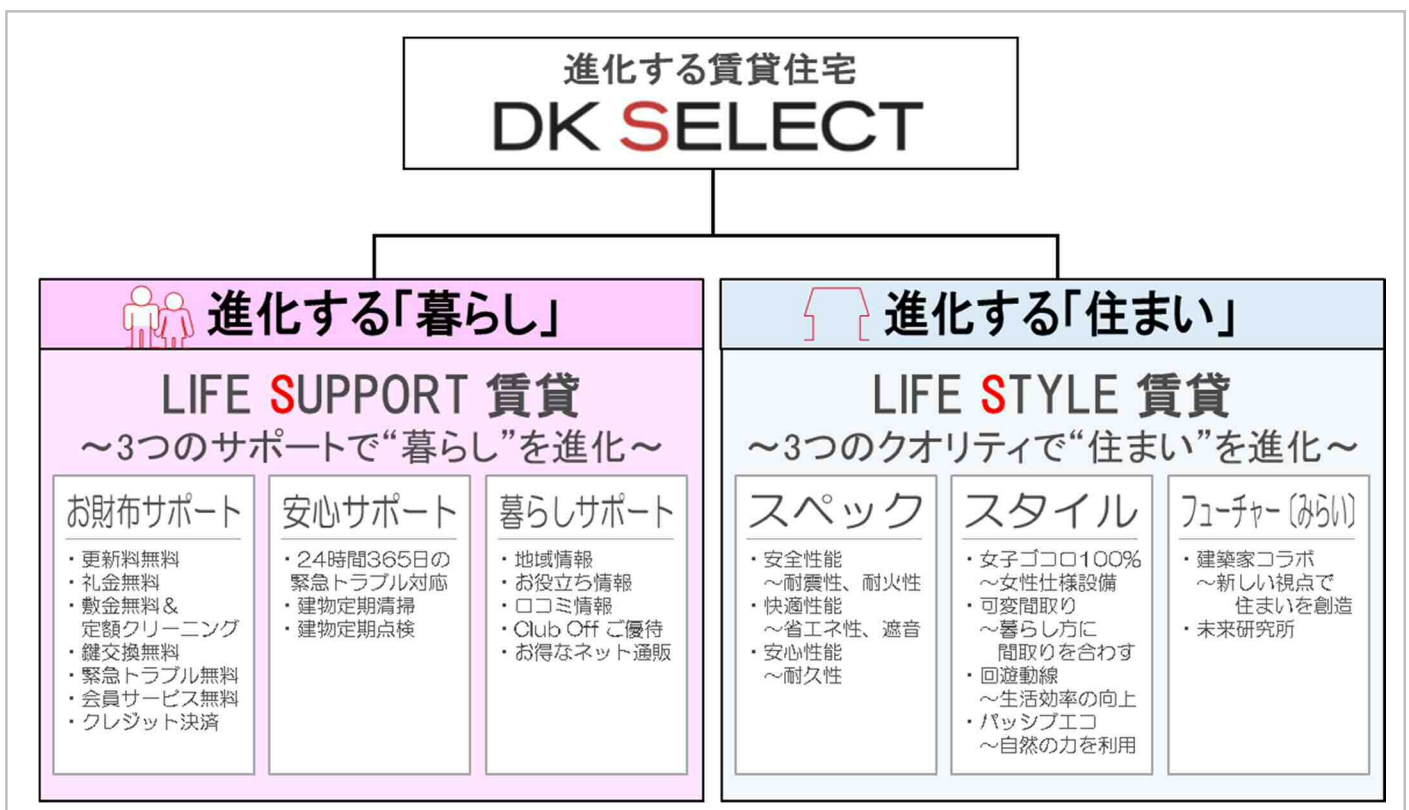 進化する賃貸住宅
DK SELECT
進化する「暮らし」
LIFE SUPPORT 賃貸
～3つのサポートで“暮らし”を進化～
お財布サポート
・更新料無料
・礼金無料
・敷金無料＆
定額クリーニング
・鍵交換無料
・緊急トラブル無料
・会員サービス無料
・クレジット決済
安心サポート
・24時間365日の
緊急トラブル対応
・建物定期清掃
・建物定期点検
暮らしサポート
・地域情報
・お役立ち情報
・口コミ情報
・Club Off ご優待
・お得なネット通販
進化する「住まい」
LIFE STYLE 賃貸
～3つのクオリティで“住まい”を進化～
スペック
・安全性能
～耐震性、耐火性
・快適性能
～省エネ性、遮音
・安心性能
～耐久性
スタイル
・女子ゴコロ100%
～女性仕様設備
・可変間取り
～暮らし方に
間取りを合わす
・回遊動線
～生活効率の向上
・パッシブエコ
～自然の力を利用
フューチャー（みらい）
・建築家コラボ
～新しい視点で
住まいを創造
・未来研究所